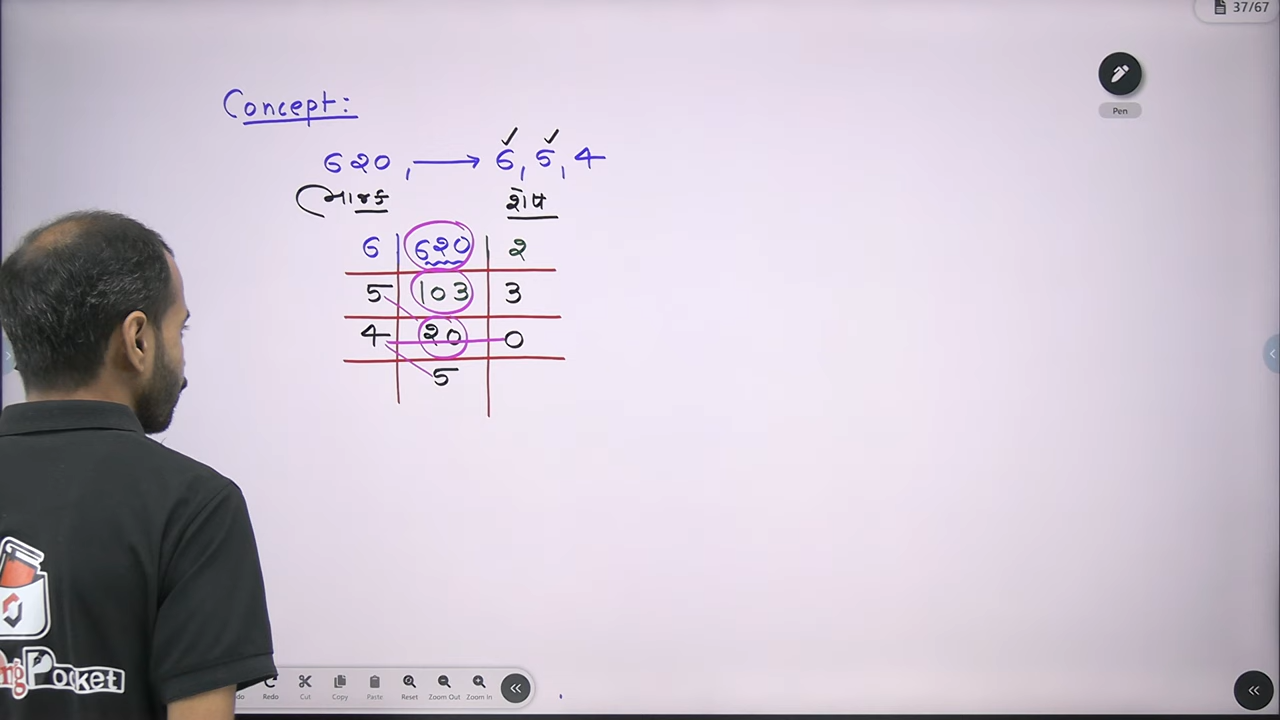 37/67
Pen
Concept:
620, → 6, 5, 4
ભાજક શેષ
6 620 2
5 103 3
4 20 0
5
Pocket
Redo Cut Copy Paste Reset Zoom Out Zoom In